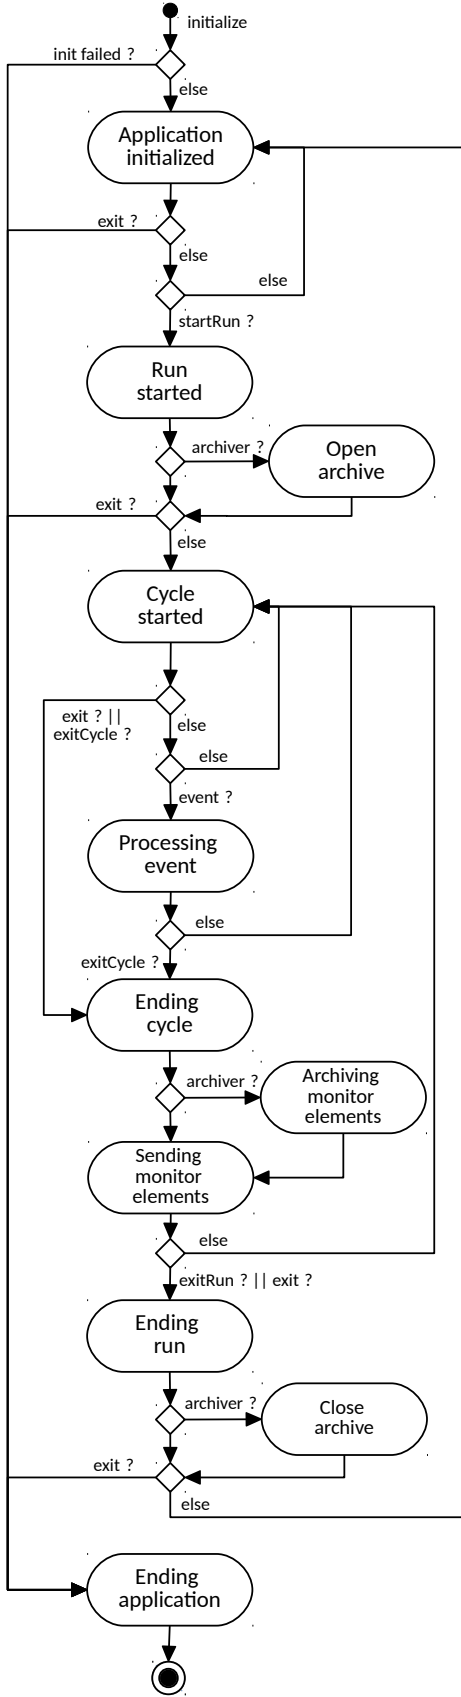 initialize
init failed ?
else
Application
initialized
exit ?
else
else
startRun ?
Run
started
archiver ?
Open
archive
exit ?
else
Cycle
started
exit ? ||
exitCycle ?
else
else
event ?
Processing
event
else
exitCycle ?
Ending
cycle
archiver ?
Archiving
monitor
elements
Sending
monitor
elements
else
exitRun ? || exit ?
Ending
run
archiver ?
Close
archive
exit ?
else
Ending
application